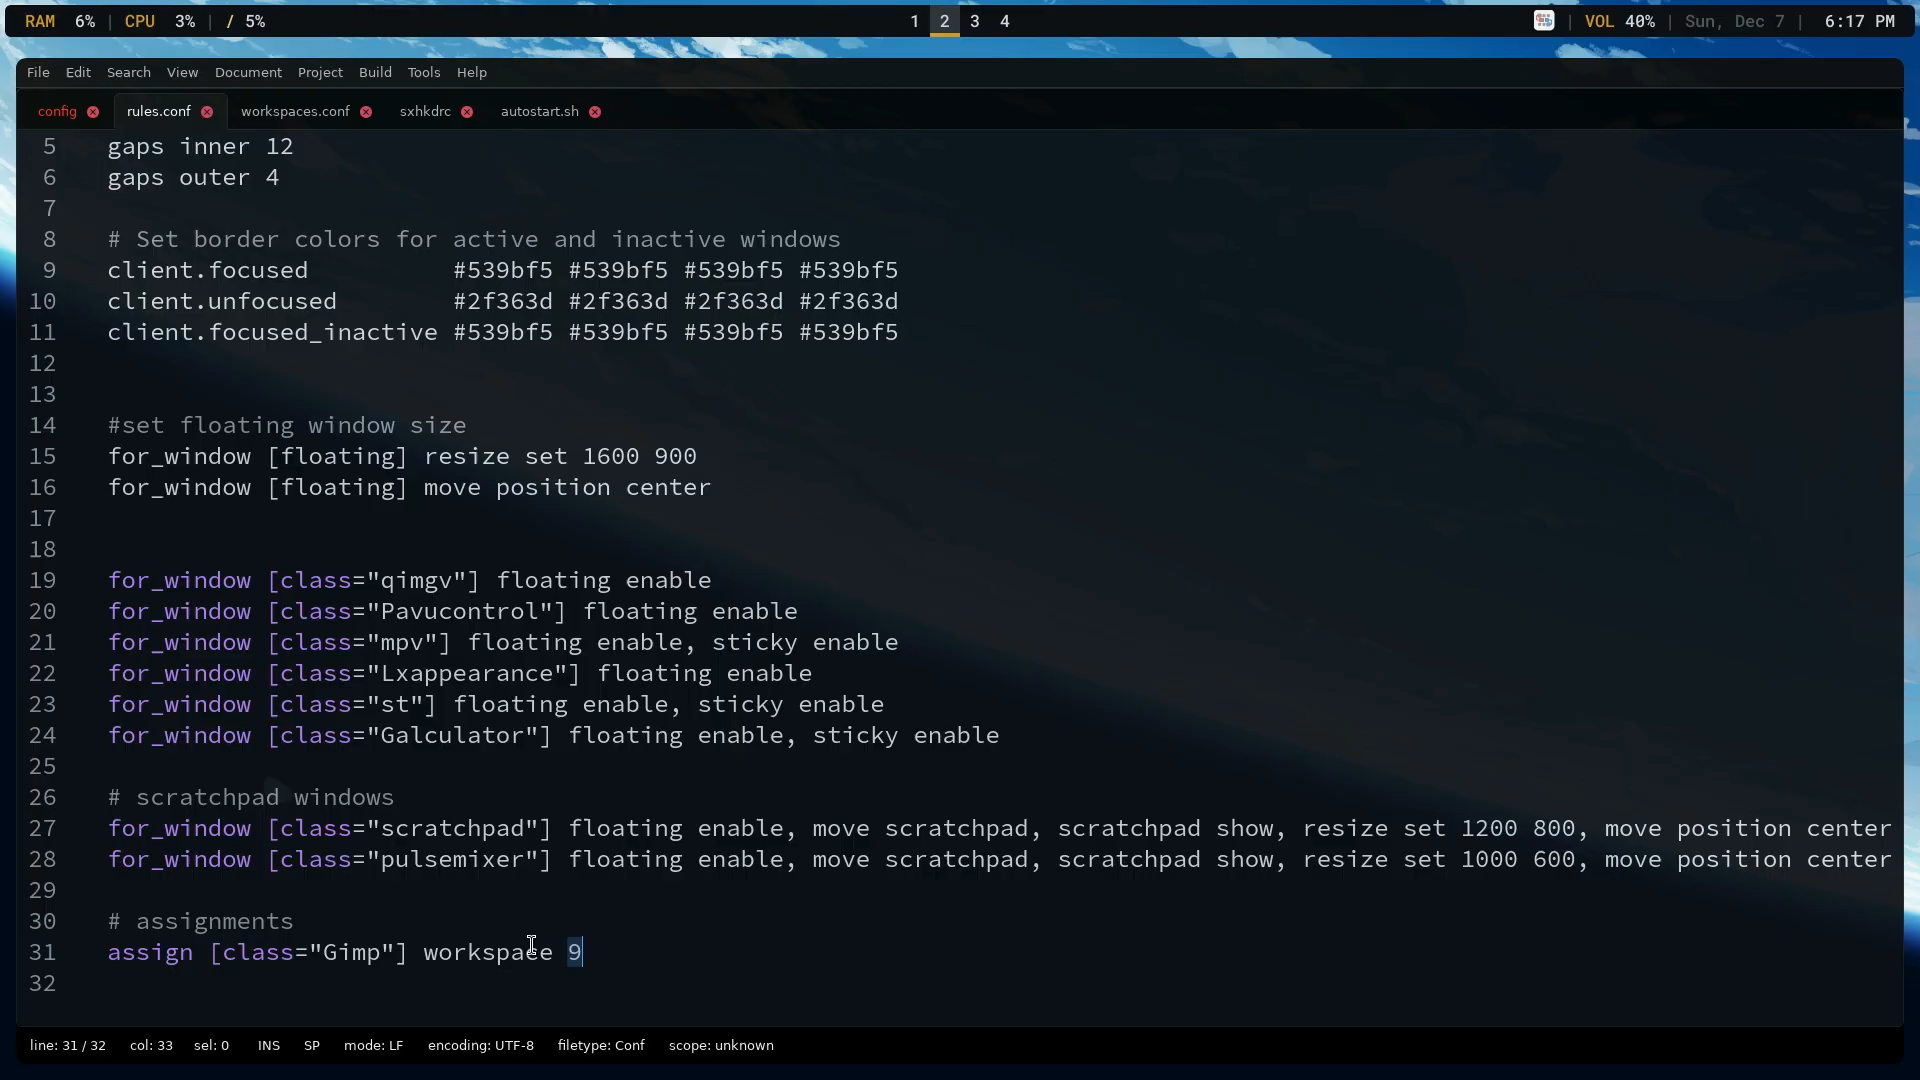 RAM 6% | CPU 3% | / 5% 1 2 3 4 | VOL 40% | Sun, Dec 7 | 6:17 PM
File Edit Search View Document Project Build Tools Help
config rules.conf workspaces.conf sxhkdrc autostart.sh
5 gaps inner 12
6 gaps outer 4
7
8 # Set border colors for active and inactive windows
9 client.focused #539bf5 #539bf5 #539bf5 #539bf5
10 client.unfocused #2f363d #2f363d #2f363d #2f363d
11 client.focused_inactive #539bf5 #539bf5 #539bf5 #539bf5
12
13
14 #set floating window size
15 for_window [floating] resize set 1600 900
16 for_window [floating] move position center
17
18
19 for_window [class="qimgv"] floating enable
20 for_window [class="Pavucontrol"] floating enable
21 for_window [class="mpv"] floating enable, sticky enable
22 for_window [class="Lxappearance"] floating enable
23 for_window [class="st"] floating enable, sticky enable
24 for_window [class="Galculator"] floating enable, sticky enable
25
26 # scratchpad windows
27 for_window [class="scratchpad"] floating enable, move scratchpad, scratchpad show, resize set 1200 800, move position center
28 for_window [class="pulsemixer"] floating enable, move scratchpad, scratchpad show, resize set 1000 600, move position center
29
30 # assignments
31 assign [class="Gimp"] workspace 9
32
line: 31 / 32 col: 33 sel: 0 INS SP mode: LF encoding: UTF-8 filetype: Conf scope: unknown